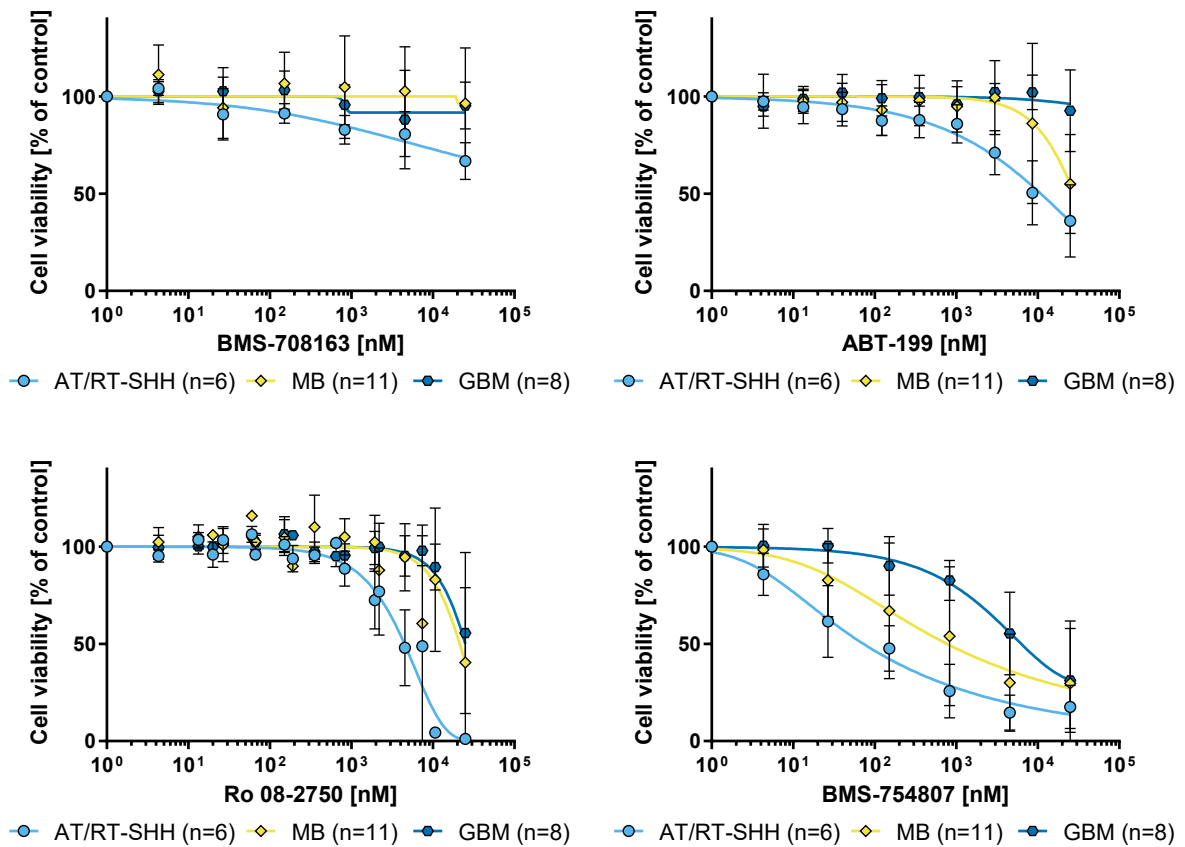 Cell viability [% of control]
100
50
0
10^0 10^1 10^2 10^3 10^4 10^5
BMS-708163 [nM]
AT/RT-SHH (n=6) MB (n=11) GBM (n=8)
Cell viability [% of control]
100
50
0
10^0 10^1 10^2 10^3 10^4 10^5
ABT-199 [nM]
AT/RT-SHH (n=6) MB (n=11) GBM (n=8)
Cell viability [% of control]
100
50
0
10^0 10^1 10^2 10^3 10^4 10^5
Ro 08-2750 [nM]
AT/RT-SHH (n=6) MB (n=11) GBM (n=8)
Cell viability [% of control]
100
50
0
10^0 10^1 10^2 10^3 10^4 10^5
BMS-754807 [nM]
AT/RT-SHH (n=6) MB (n=11) GBM (n=8)